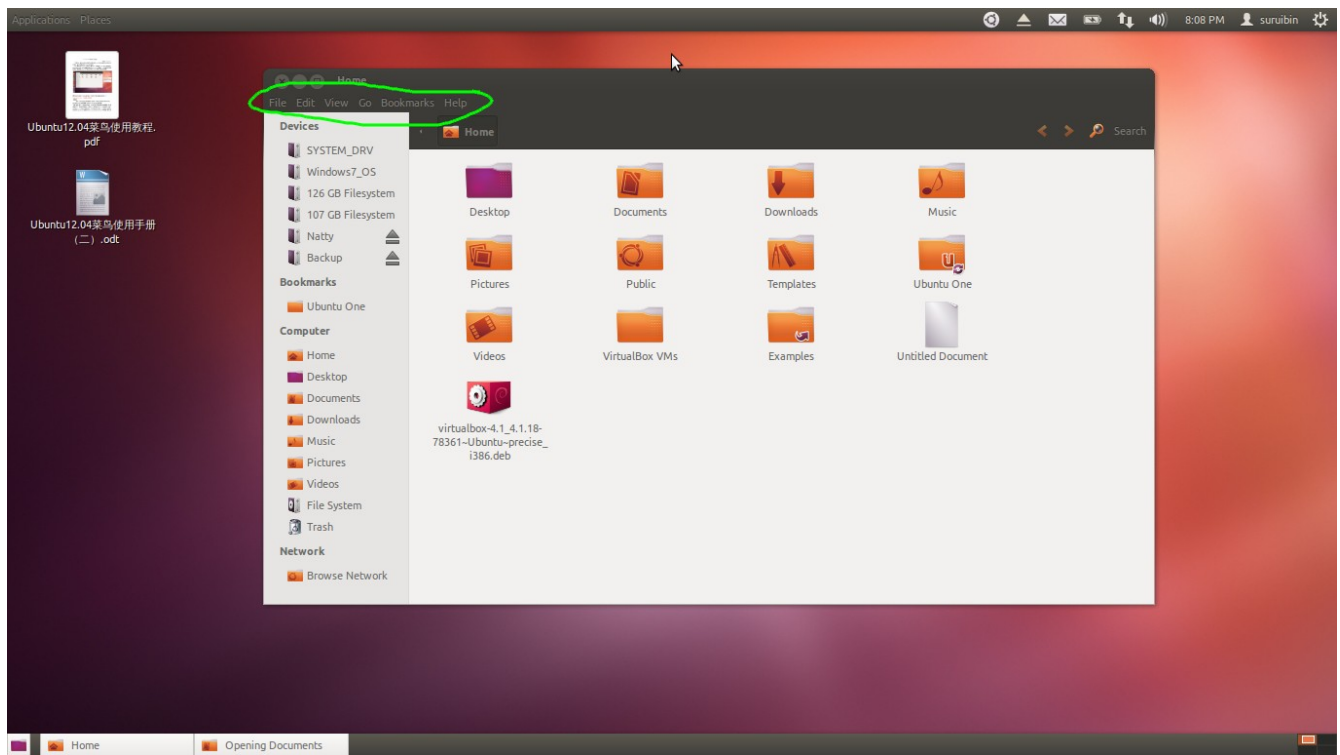 Applications Places
8:08 PM suruibin
Ubuntu12.04菜鸟使用教程.
pdf
Ubuntu12.04菜鸟使用手册
（二）.odt
Home
File Edit View Go Bookmarks Help
Home
Search
Devices
SYSTEM_DRV
Windows7_OS
126 GB Filesystem
107 GB Filesystem
Natty
Backup
Bookmarks
Ubuntu One
Computer
Home
Desktop
Documents
Downloads
Music
Pictures
Videos
File System
Trash
Network
Browse Network
Desktop Documents Downloads Music
Pictures Public Templates Ubuntu One
Videos VirtualBox VMs Examples Untitled Document
virtualbox-4.1_4.1.18-
78361~Ubuntu~precise_
i386.deb
Home Opening Documents